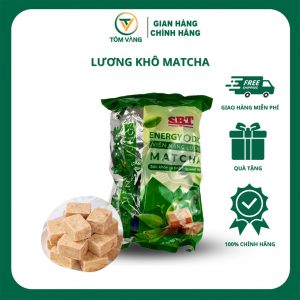 TÔM VÀNG
GIAN HÀNG
CHÍNH HÃNG
LƯƠNG KHÔ MATCHA
FREE
SHIPPING
GIAO HÀNG MIỄN PHÍ
QUÀ TẶNG
100% CHÍNH HÃNG
SBT
ENERGY
MATCHA